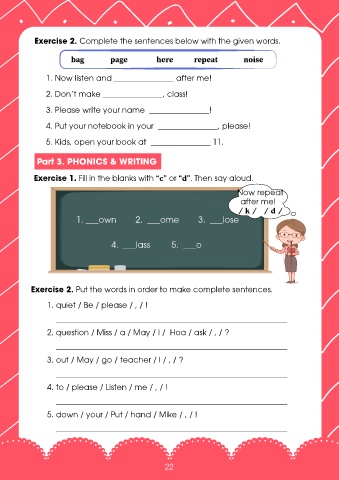 Exercise 2. Complete the sentences below with the given words.
bag page here repeat noise
1. Now listen and ______________ after me!
2. Don't make ______________, class!
3. Please write your name ______________!
4. Put your notebook in your ______________, please!
5. Kids, open your book at ______________ 11.
Part 3. PHONICS & WRITING
Exercise 1. Fill in the blanks with "c" or "d". Then say aloud.
Now repeat
after me!
/ k / / d /
1. ___own 2. ___ome 3. ___lose
4. ___lass 5. ___o
Exercise 2. Put the words in order to make complete sentences.
1. quiet / Be / please / , / !
2. question / Miss / a / May / I / Hoa / ask / , / ?
3. out / May / go / teacher / I / , / ?
4. to / please / Listen / me / , / !
5. down / your / Put / hand / Mike / , / !
22